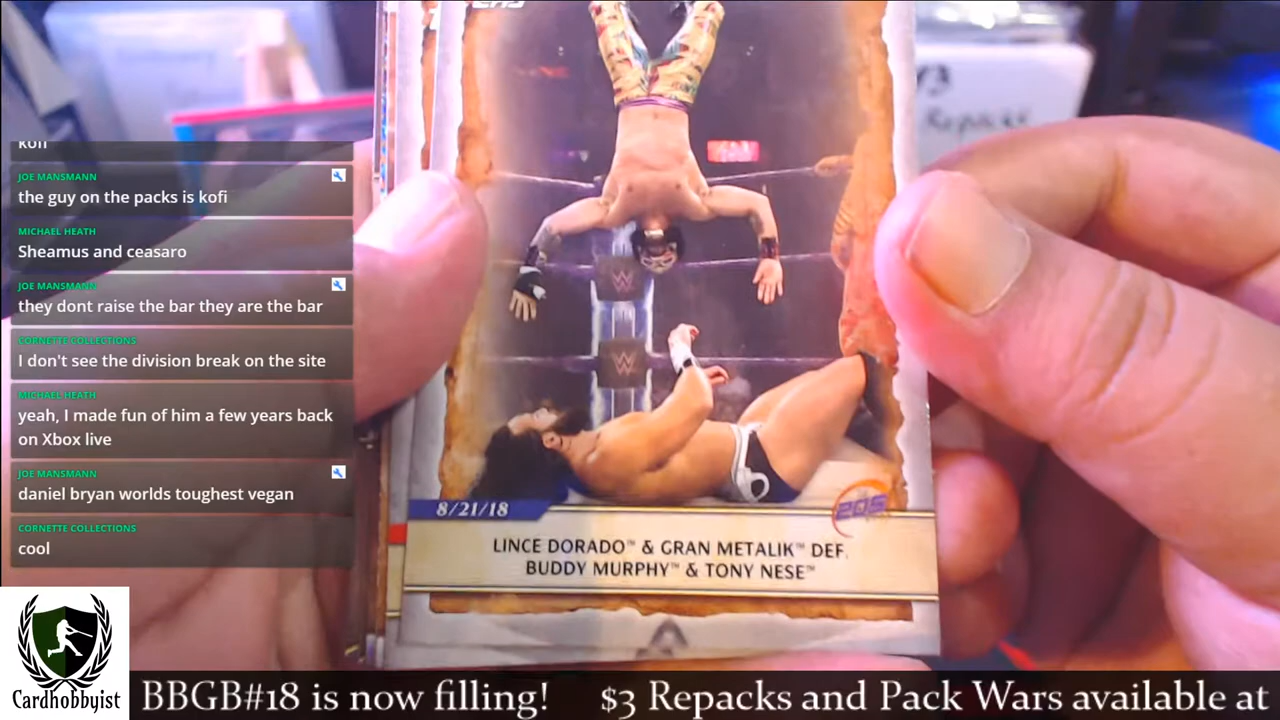 KOFI
JOE MANSMANN
the guy on the packs is kofi
MICHAEL HEATH
Sheamus and ceasaro
JOE MANSMANN
they dont raise the bar they are the bar
CORNETTE COLLECTIONS
I don't see the division break on the site
MICHAEL HEATH
yeah, I made fun of him a few years back
on Xbox live
JOE MANSMANN
daniel bryan worlds toughest vegan
CORNETTE COLLECTIONS
cool
Repacks
W
W
8/21/18
205
LINCE DORADO™ & GRAN METALIK™ DEF.
BUDDY MURPHY™ & TONY NESE™
Cardhobbyist
BBGB#18 is now filling! $3 Repacks and Pack Wars available at